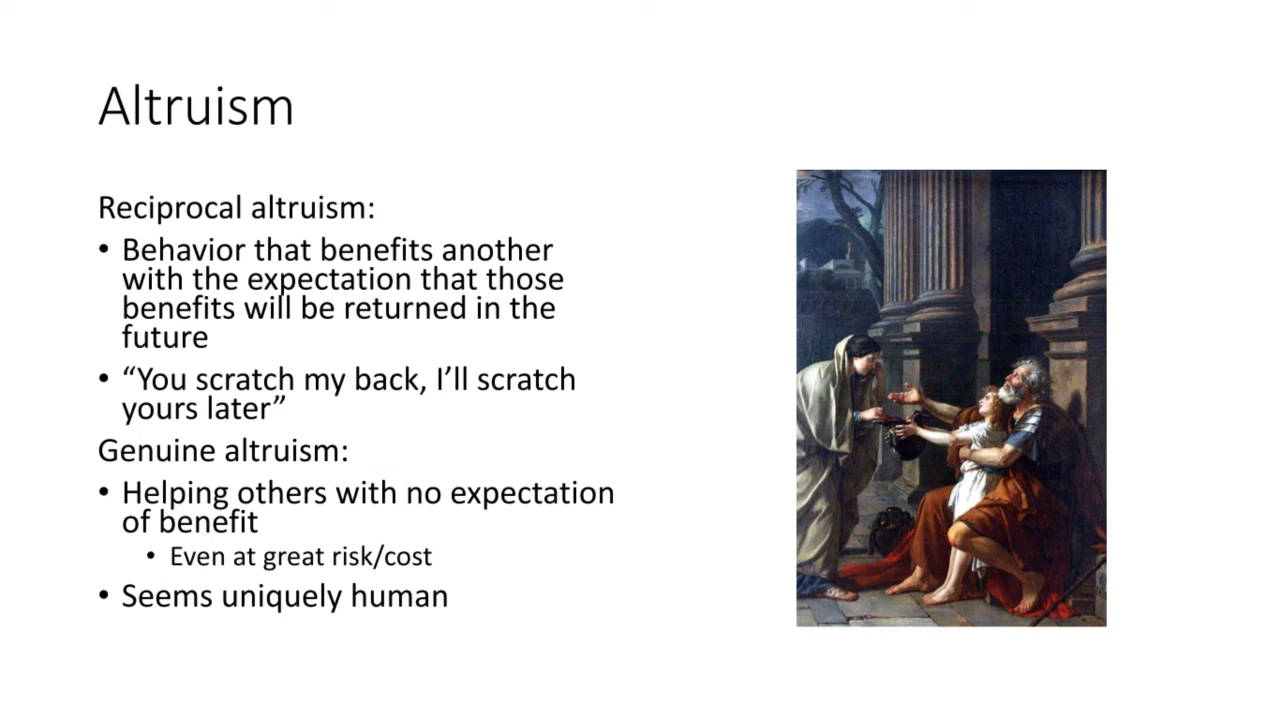 Altruism
Reciprocal altruism:
• Behavior that benefits another
with the expectation that those
benefits will be returned in the
future
• “You scratch my back, I’ll scratch
yours later”
Genuine altruism:
• Helping others with no expectation
of benefit
• Even at great risk/cost
• Seems uniquely human